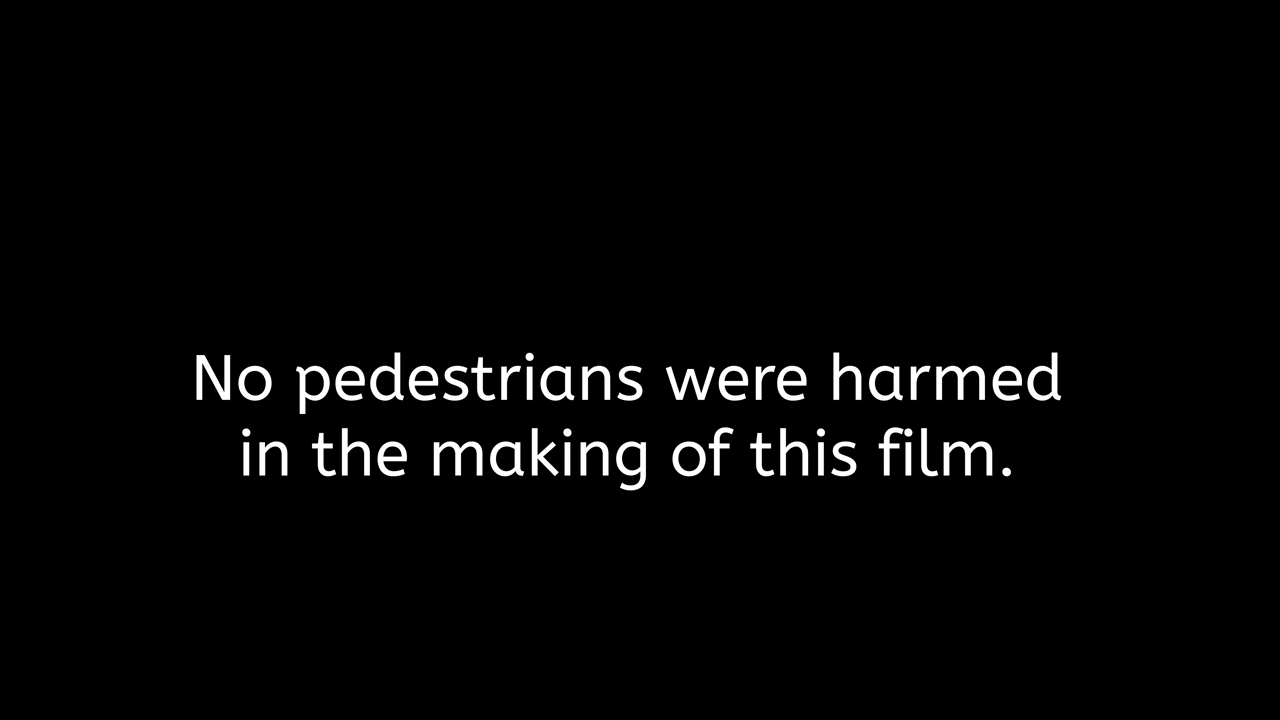 No pedestrians were harmed
in the making of this film.